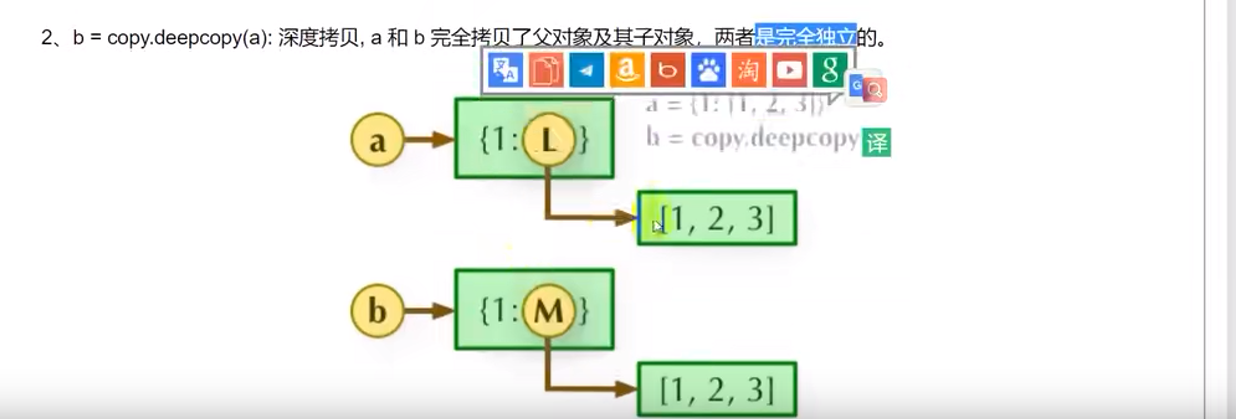 2、b = copy.deepcopy(a): 深度拷贝, a 和 b 完全拷贝了父对象及其子对象，两者是完全独立的。
a = {1: [1, 2, 3]}
b = copy.deepcopy
译
a
{1: L }
[1, 2, 3]
b
{1: M }
[1, 2, 3]